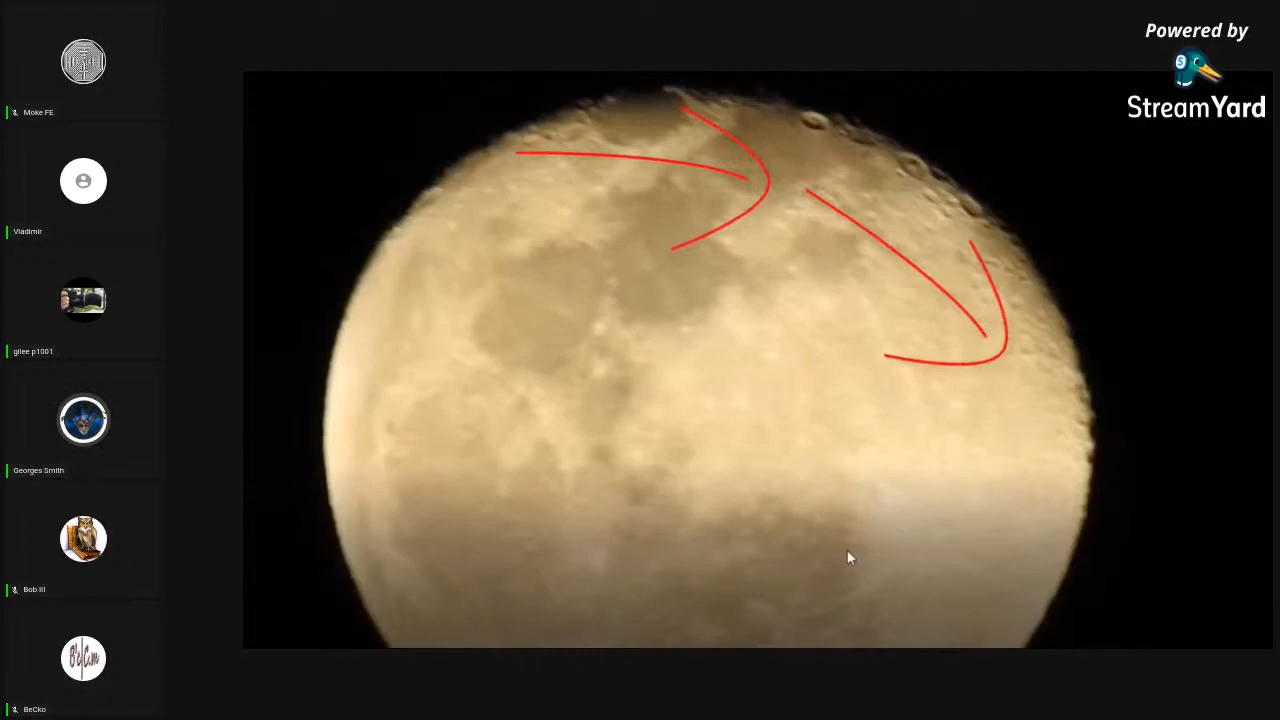 Powered by
StreamYard
Moke FE
Vladimir
gilee p1001
Georges Smith
Bob III
BeCko